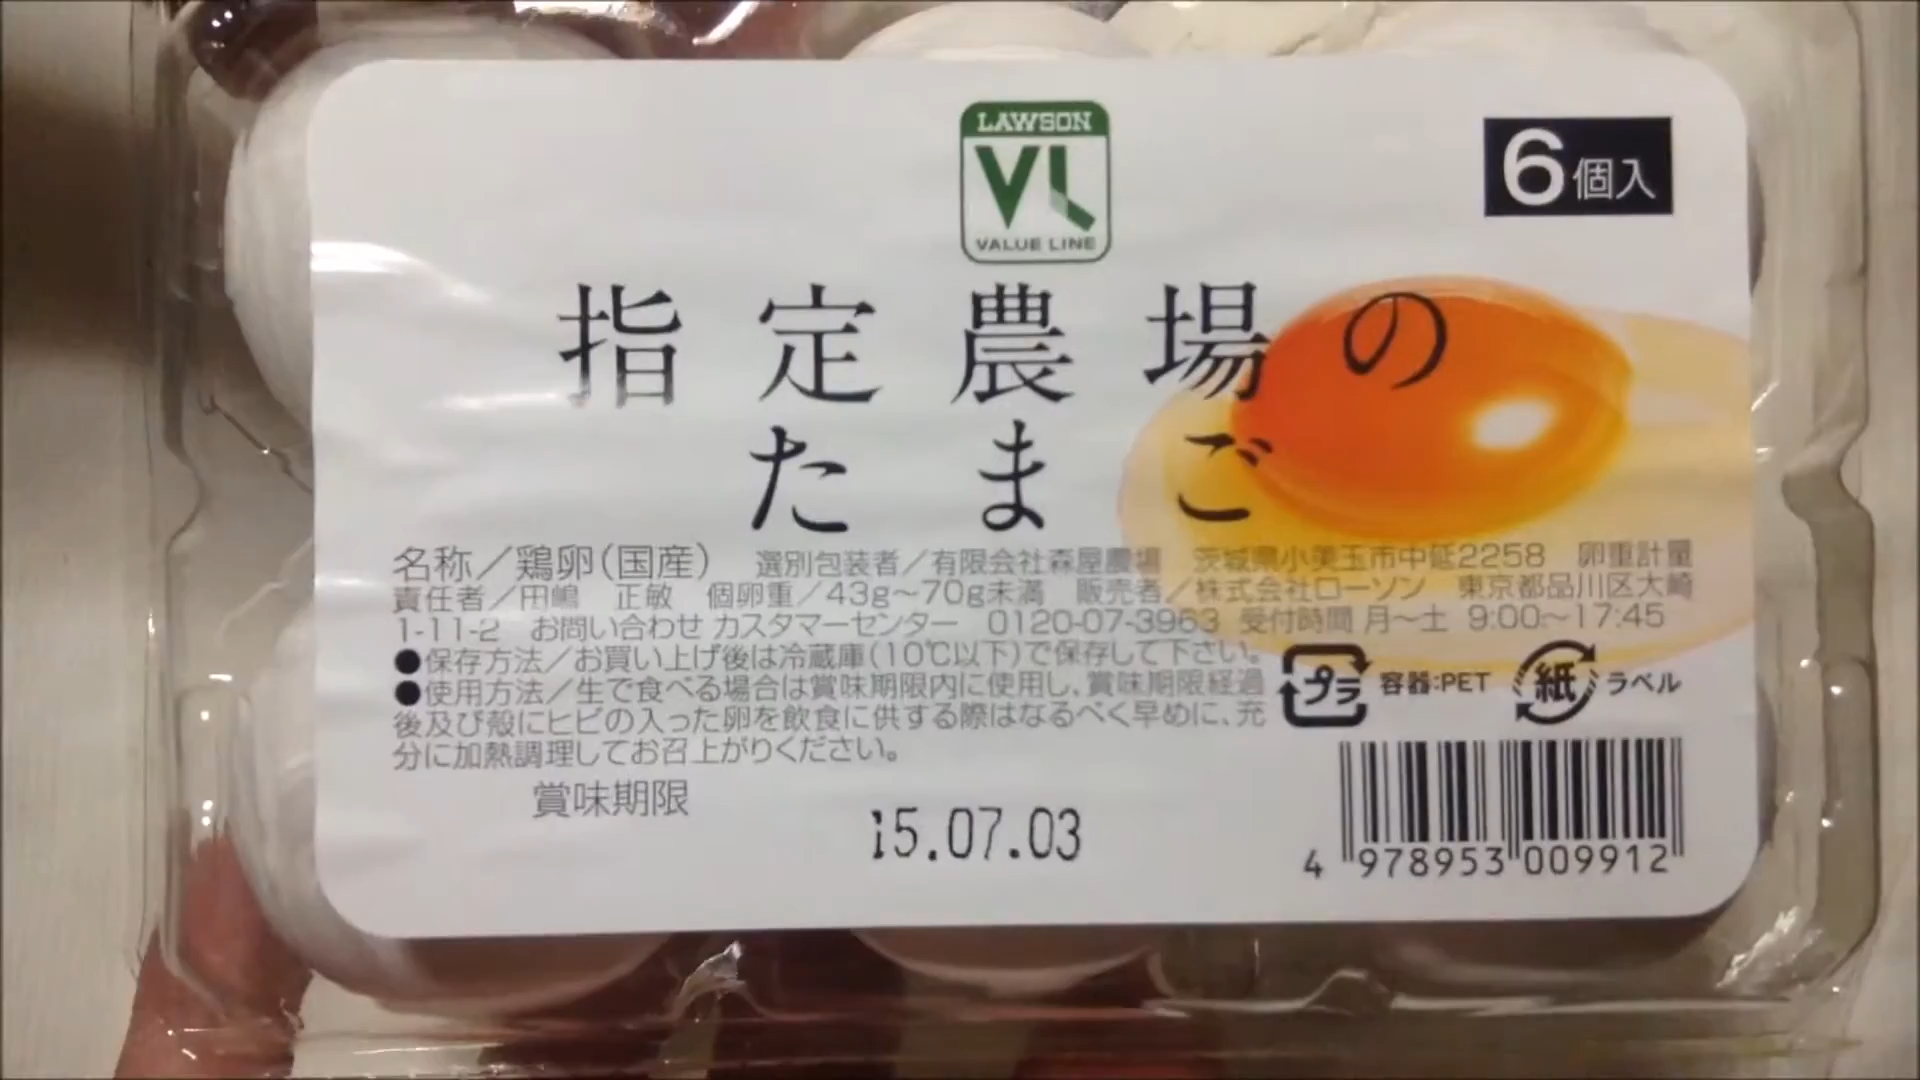 LAWSON
VL
VALUE LINE
6個入
指定農場の
たまご
名称／鶏卵(国産) 選別包装者／有限会社森屋農場 茨城県小美玉市中延2258 卵重計量
責任者／田嶋 正敏 個卵重／43g～70g未満 販売者／株式会社ローソン 東京都品川区大崎
1-11-2 お問い合わせ カスタマーセンター 0120-07-3963 受付時間 月～土 9:00～17:45
●保存方法／お買い上げ後は冷蔵庫(10℃以下)で保存して下さい。
●使用方法／生で食べる場合は賞味期限内に使用し、賞味期限経過
後及び殻にヒビの入った卵を飲食に供する際はなるべく早めに、充
分に加熱調理してお召上がりください。
プラ 容器:PET 紙 ラベル
賞味期限
15.07.03
4 978953 009912